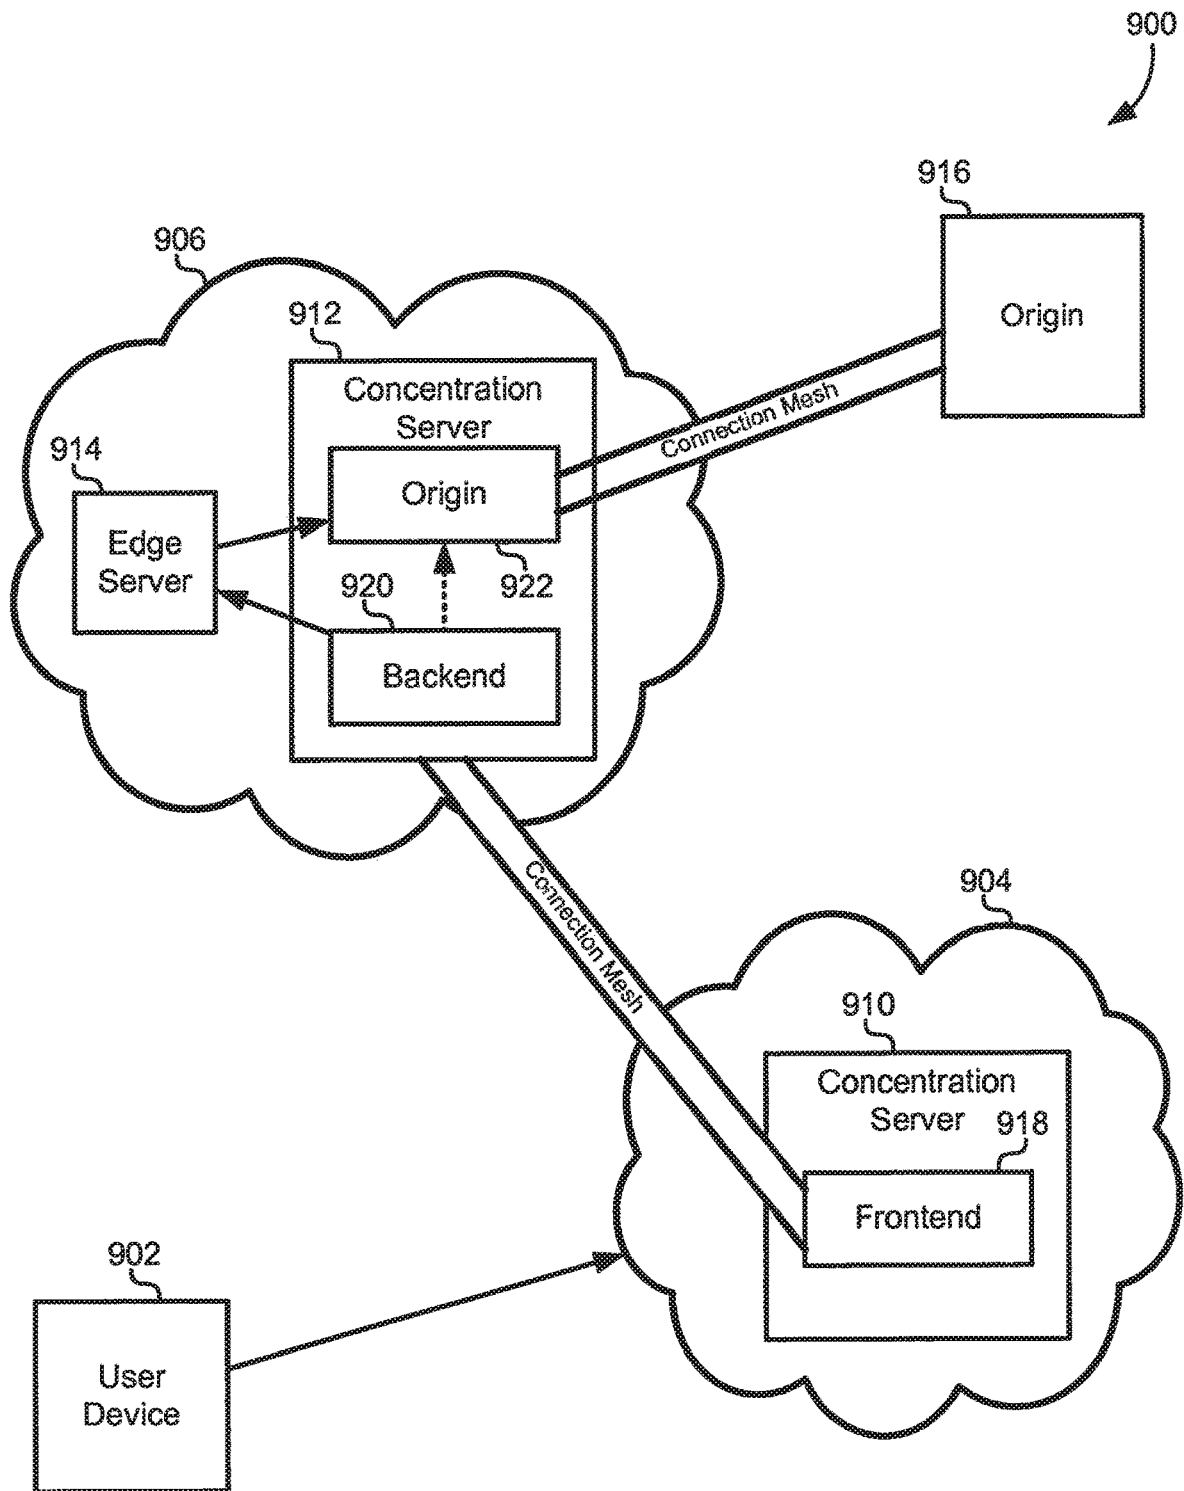 900
916
Origin
906
912
Concentration
Server
Connection Mesh
914
Origin
Edge
Server
920
922
Backend
Connection Mesh
904
910
Concentration
Server
918
Frontend
902
User
Device